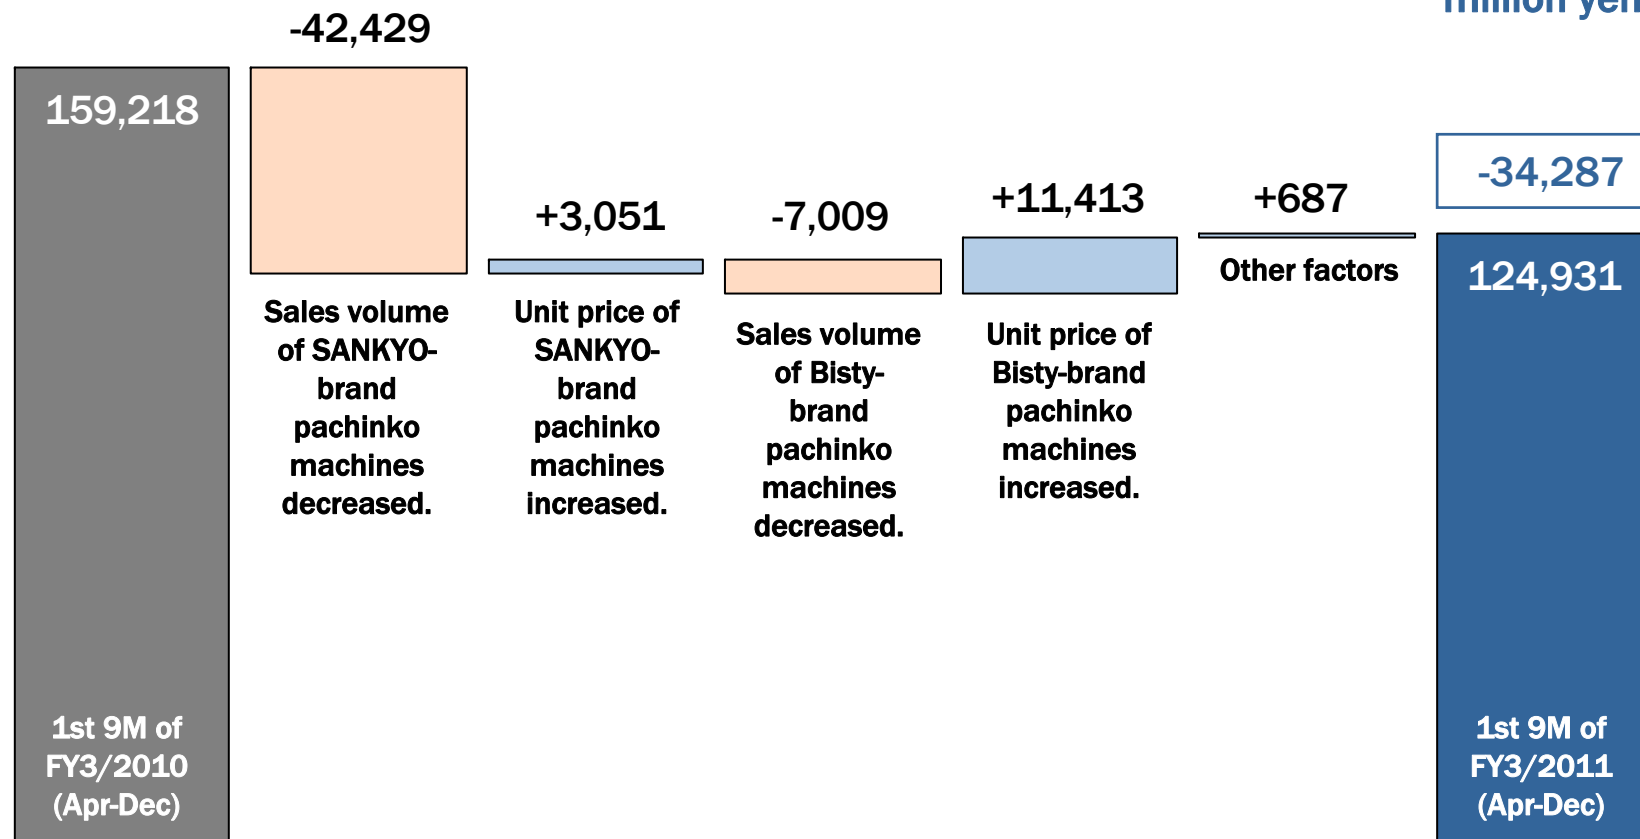 million yen
-42,429
159,218
-34,287
+11,413
+687
+3,051
-7,009
124,931
Other factors
Sales volume
of SANKYO-
brand
pachinko
machines
decreased.
Unit price of
SANKYO-
brand
pachinko
machines
increased.
Sales volume
of Bisty-
brand
pachinko
machines
decreased.
Unit price of
Bisty-brand
pachinko
machines
increased.
1st 9M of
FY3/2010
(Apr-Dec)
1st 9M of
FY3/2011
(Apr-Dec)